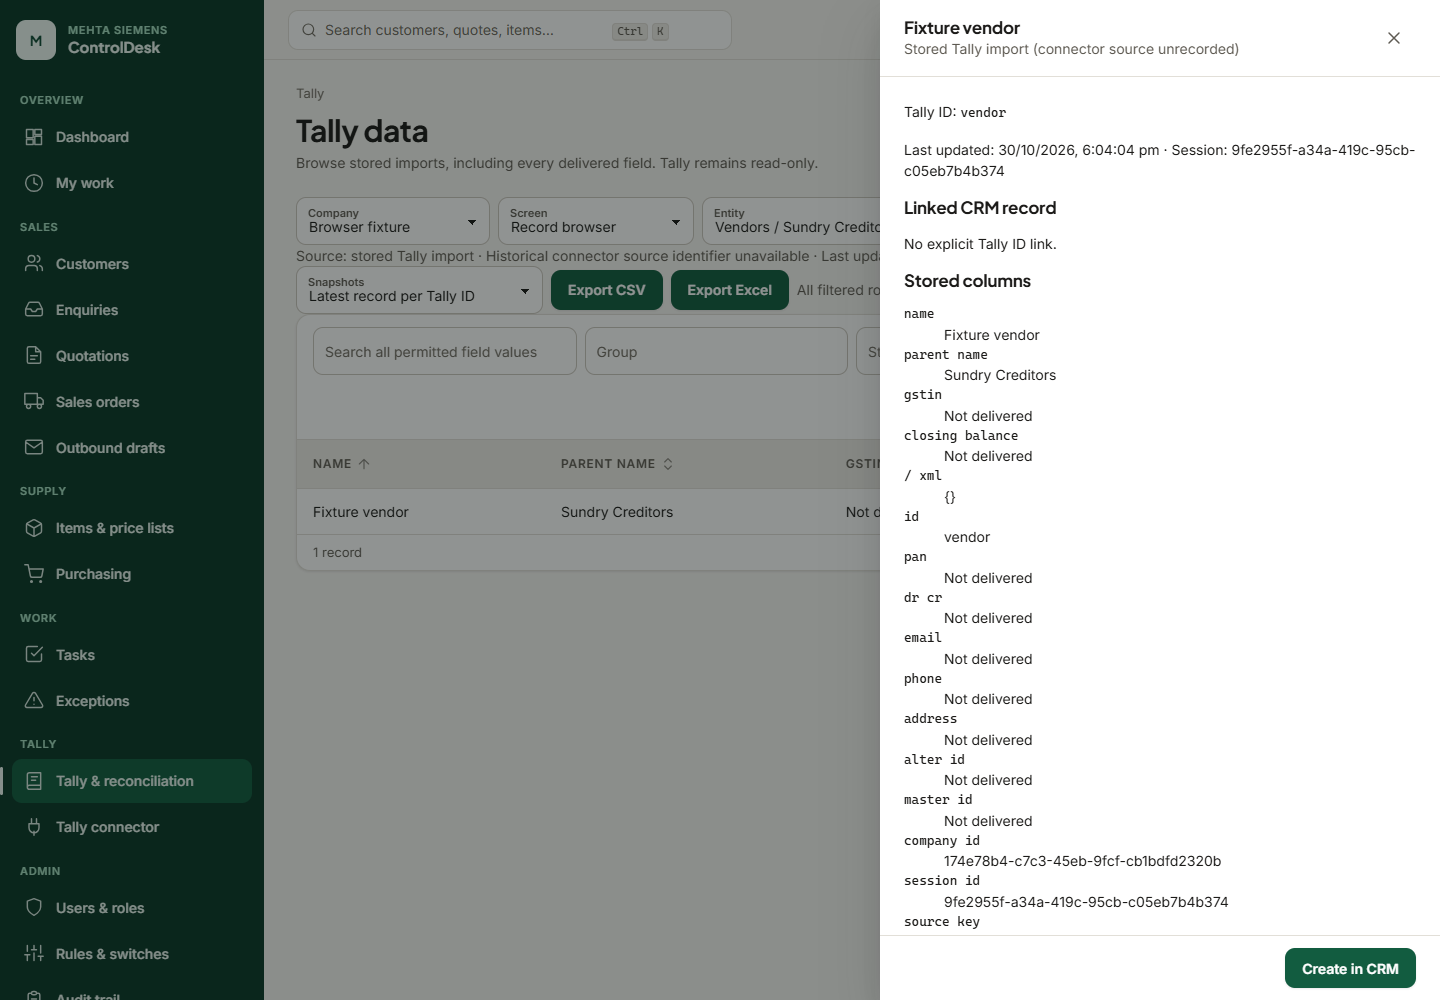 M
MEHTA SIEMENS
ControlDesk
OVERVIEW
Dashboard
My work
SALES
Customers
Enquiries
Quotations
Sales orders
Outbound drafts
SUPPLY
Items & price lists
Purchasing
WORK
Tasks
Exceptions
TALLY
Tally & reconciliation
Tally connector
ADMIN
Users & roles
Rules & switches
Audit trail
Search customers, quotes, items...
Ctrl K
Tally
Tally data
Browse stored imports, including every delivered field. Tally remains read-only.
Company
Browser fixture
Screen
Record browser
Entity
Vendors / Sundry Credito
Source: stored Tally import · Historical connector source identifier unavailable · Last upda
Snapshots
Latest record per Tally ID
Export CSV
Export Excel
All filtered ro
Search all permitted field values
Group
St
NAME
PARENT NAME
GSTIN
Fixture vendor
Sundry Creditors
Not d
1 record
Fixture vendor
Stored Tally import (connector source unrecorded)
Tally ID: vendor
Last updated: 30/10/2026, 6:04:04 pm · Session: 9fe2955f-a34a-419c-95cb-
c05eb7b4b374
Linked CRM record
No explicit Tally ID link.
Stored columns
name
Fixture vendor
parent name
Sundry Creditors
gstin
Not delivered
closing balance
Not delivered
/ xml
{}
id
vendor
pan
Not delivered
dr cr
Not delivered
email
Not delivered
phone
Not delivered
address
Not delivered
alter id
Not delivered
master id
Not delivered
company id
174e78b4-c7c3-45eb-9fcf-cb1bdfd2320b
session id
9fe2955f-a34a-419c-95cb-c05eb7b4b374
source key
Create in CRM